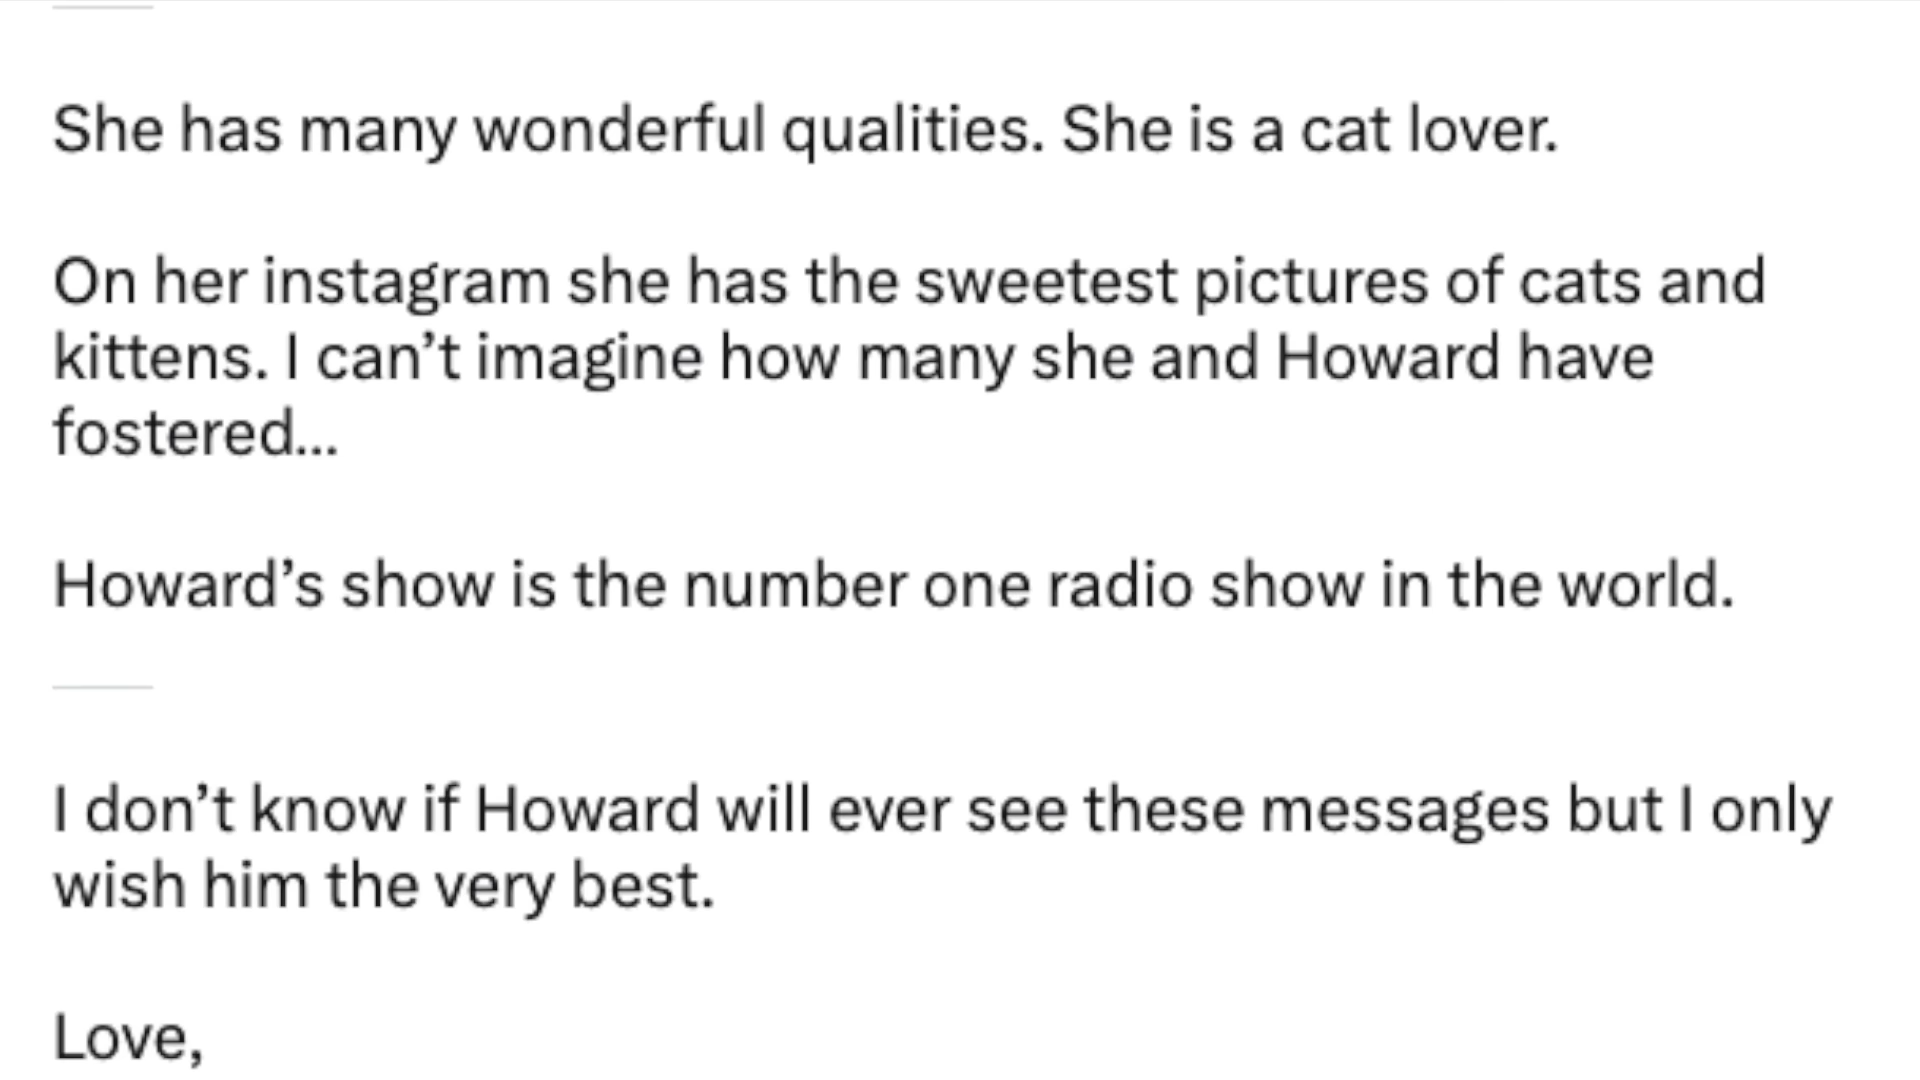 She has many wonderful qualities. She is a cat lover.
On her instagram she has the sweetest pictures of cats and
kittens. I can’t imagine how many she and Howard have
fostered...
Howard’s show is the number one radio show in the world.
I don’t know if Howard will ever see these messages but I only
wish him the very best.
Love,